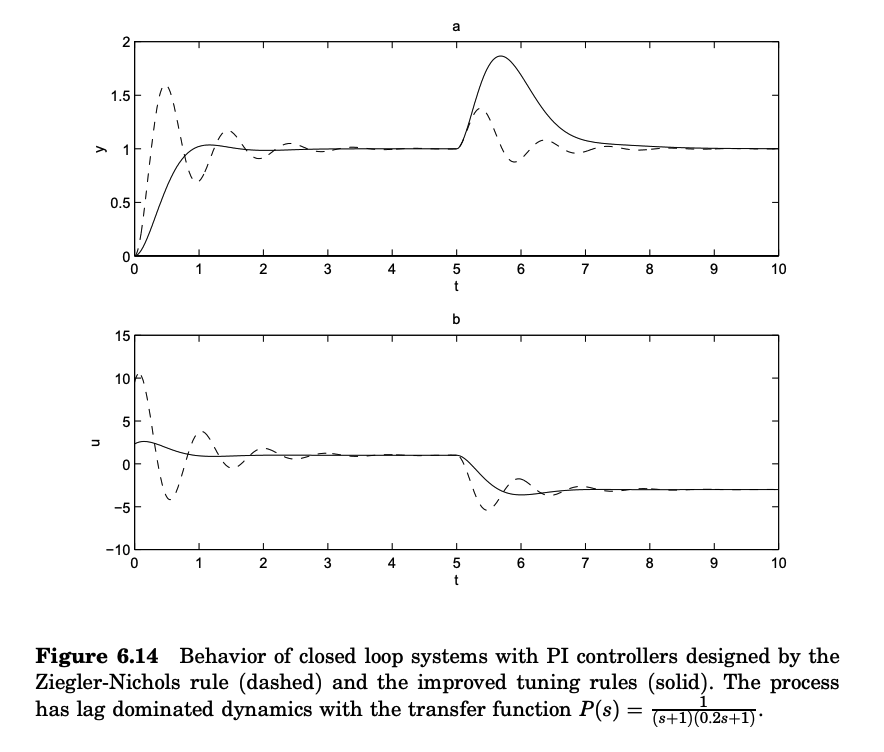 a
2
1.5
1
0.5
0
y
0 1 2 3 4 5 6 7 8 9 10
t
b
15
10
5
0
−5
−10
u
0 1 2 3 4 5 6 7 8 9 10
t
Figure 6.14 Behavior of closed loop systems with PI controllers designed by the
Ziegler-Nichols rule (dashed) and the improved tuning rules (solid). The process
has lag dominated dynamics with the transfer function P(s) = 1/((s+1)(0.2s+1)).